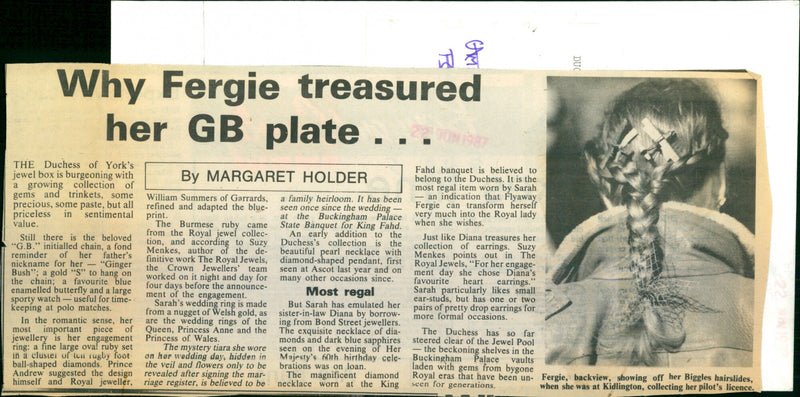 Why Fergie treasured
her GB plate . . .
By MARGARET HOLDER
THE Duchess of York's
jewel box is burgeoning with
a growing collection of
gems and trinkets, some
precious, some paste, but all
priceless in sentimental
value.
Still there is the beloved
"G.B." initialled chain, a fond
reminder of her father's
nickname for her — "Ginger
Bush"; a gold "S" to hang on
the chain; a favourite blue
enamelled butterfly and a large
sporty watch — useful for time-
keeping at polo matches.
In the romantic sense, her
most important piece of
jewellery is her engagement
ring: a fine large oval ruby set
in a cluster of ten rugby foot
ball-shaped diamonds. Prince
Andrew suggested the design
himself and Royal jeweller,
William Summers of Garrards,
refined and adapted the blue-
print.
The Burmese ruby came
from the Royal jewel collec-
tion, and according to Suzy
Menkes, author of the de-
finitive work The Royal Jewels,
the Crown Jewellers' team
worked on it night and day for
four days before the announce-
ment of the engagement.
Sarah's wedding ring is made
from a nugget of Welsh gold, as
are the wedding rings of the
Queen, Princess Anne and the
Princess of Wales.
The mystery tiara she wore
on her wedding day, hidden in
the veil and flowers only to be
revealed after signing the mar-
riage register, is believed to be
a family heirloom. It has been
seen once since the wedding —
at the Buckingham Palace
State Banquet for King Fahd.
An early addition to the
Duchess's collection is the
beautiful pearl necklace with
diamond-shaped pendant, first
seen at Ascot last year and on
many other occasions since.
Most regal
But Sarah has emulated her
sister-in-law Diana by borrow-
ing from Bond Street jewellers.
The exquisite necklace of dia-
monds and dark blue sapphires
seen on the evening of Her
Majesty's 60th birthday cele-
brations was on loan.
The magnificent diamond
necklace worn at the King
Fahd banquet is believed to
belong to the Duchess. It is the
most regal item worn by Sarah
— an indication that Flyaway
Fergie can transform herself
very much into the Royal lady
when she wishes.
Just like Diana treasures her
collection of earrings. Suzy
Menkes points out in The
Royal Jewels, "For her engage-
ment day she chose Diana's
favourite heart earrings."
Sarah particularly likes small
ear-studs, but has one or two
pairs of pretty drop earrings for
more formal occasions.
The Duchess has so far
steered clear of the Jewel Pool
— the beckoning shelves in the
Buckingham Palace vaults
laden with gems from bygone
Royal eras that have been un-
seen for generations.
Fergie, backview, showing off her Biggles hairslides,
when she was at Kidlington, collecting her pilot's licence.